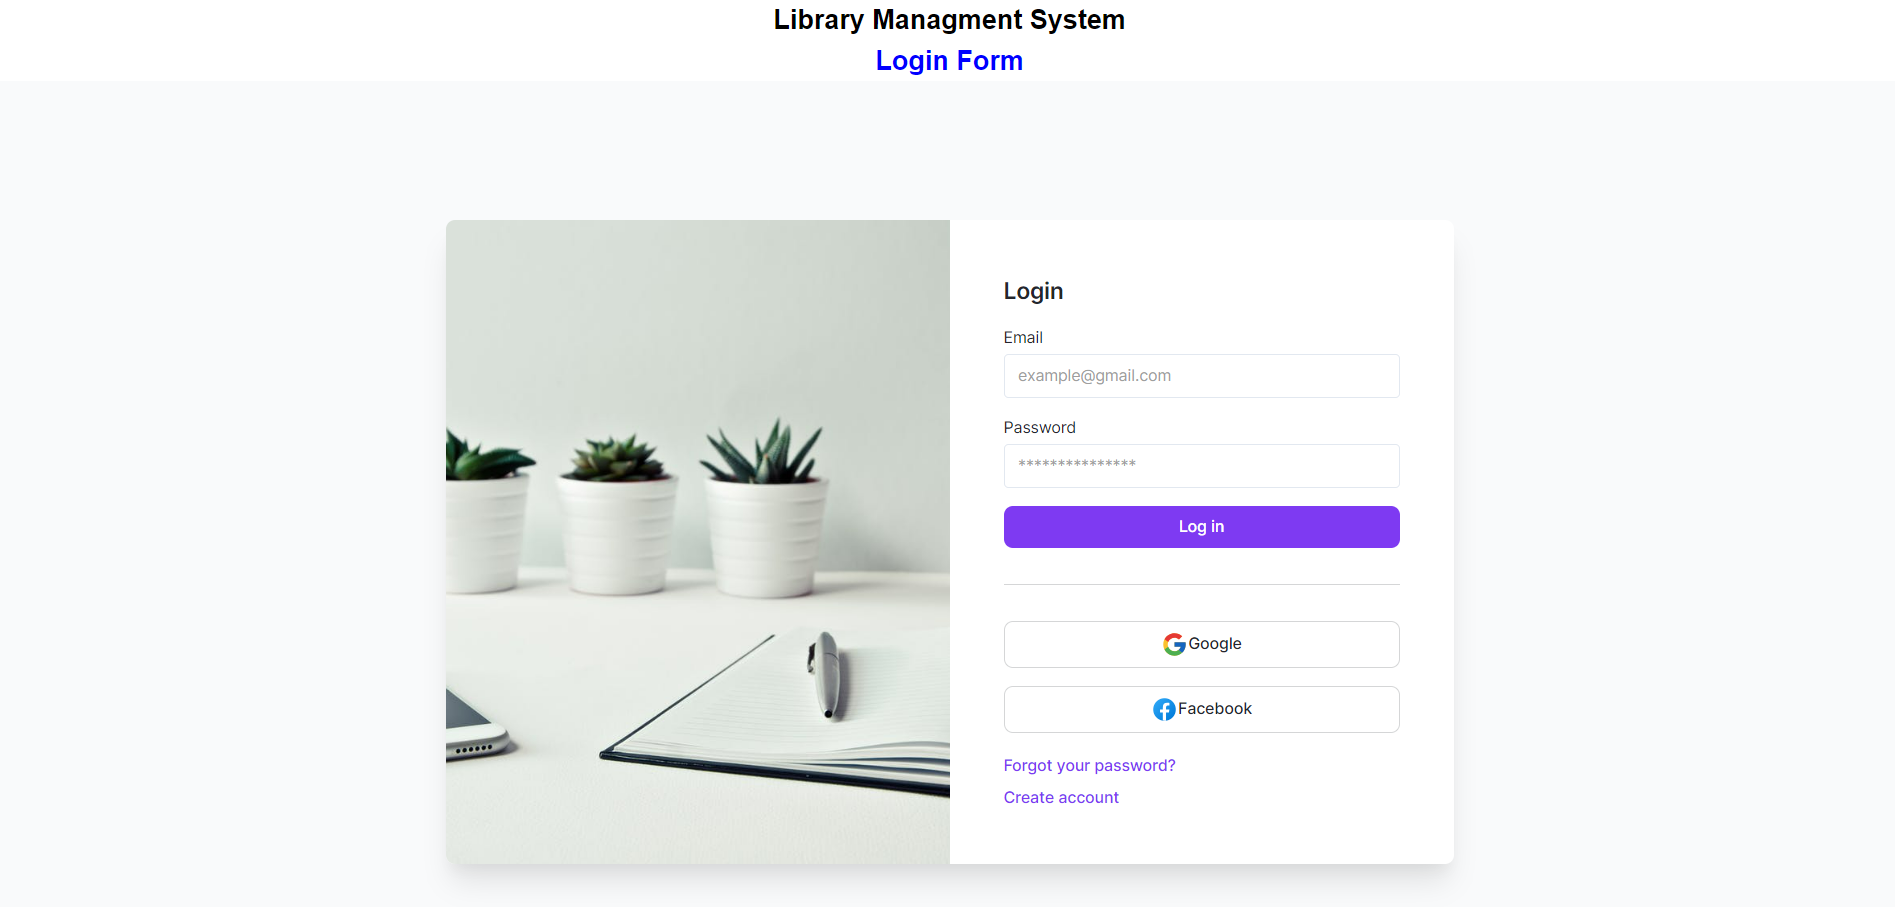 Library Managment System
Login Form
Login
Email
example@gmail.com
Password
***************
Log in
Google
Facebook
Forgot your password?
Create account